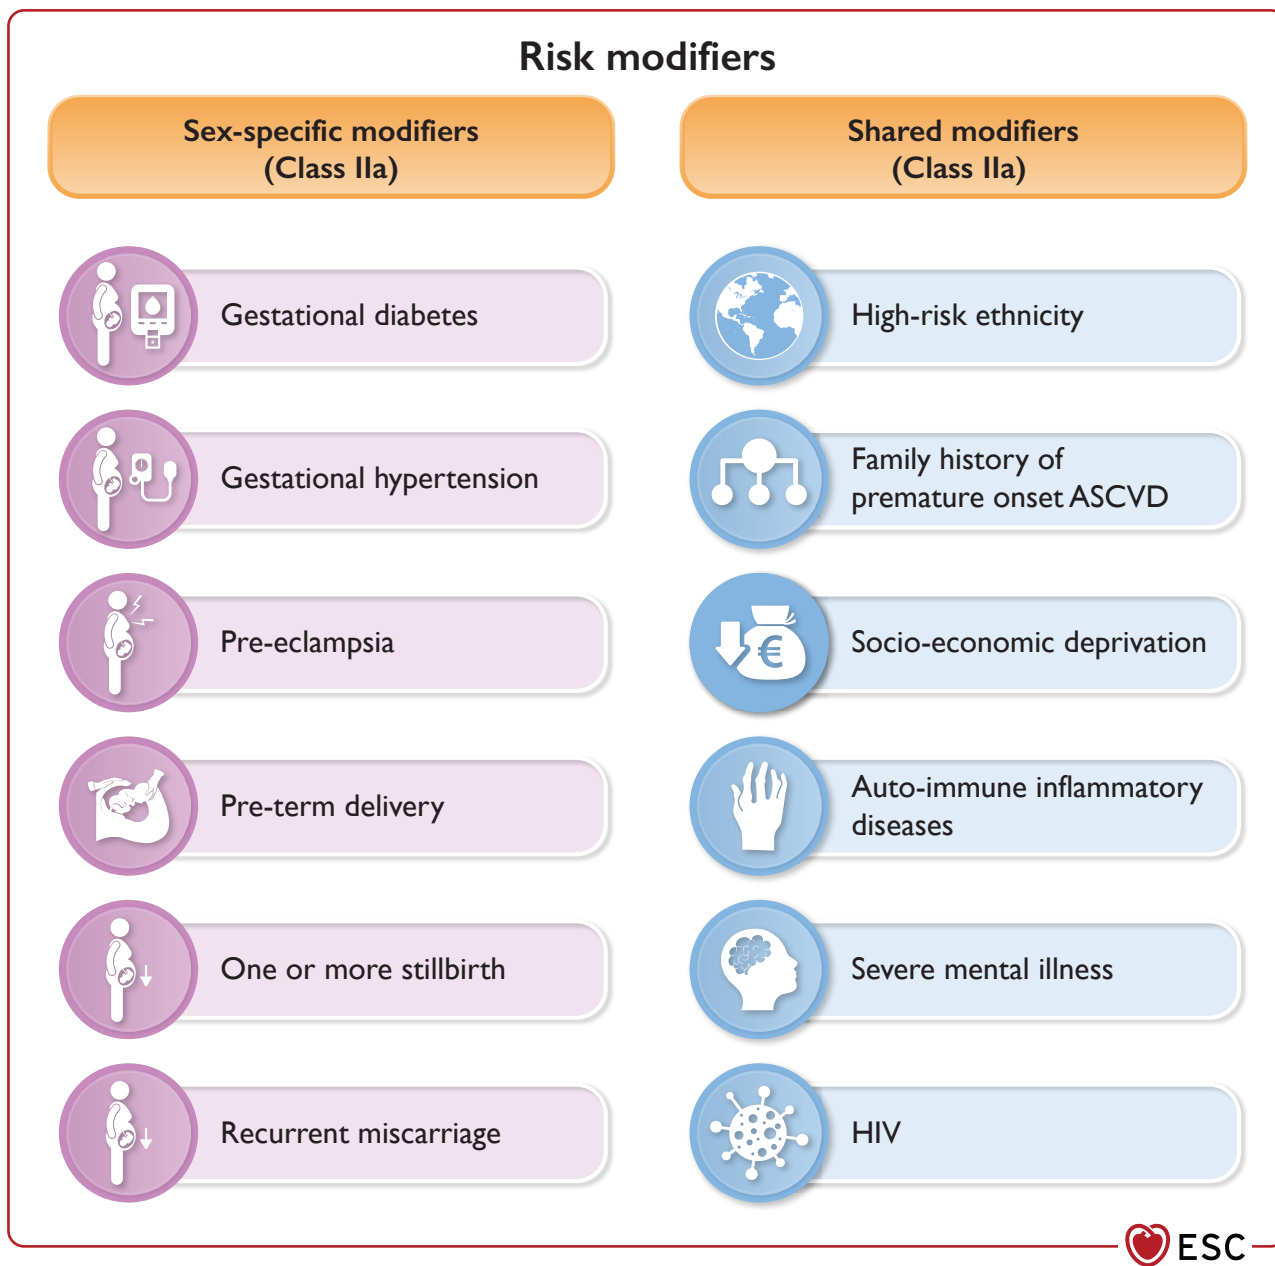 Risk modifiers
Sex-specific modifiers
(Class IIa)
Gestational diabetes
Gestational hypertension
Pre-eclampsia
Pre-term delivery
One or more stillbirth
Recurrent miscarriage
Shared modifiers
(Class IIa)
High-risk ethnicity
Family history of
premature onset ASCVD
€
Socio-economic deprivation
Auto-immune inflammatory
diseases
Severe mental illness
HIV
ESC